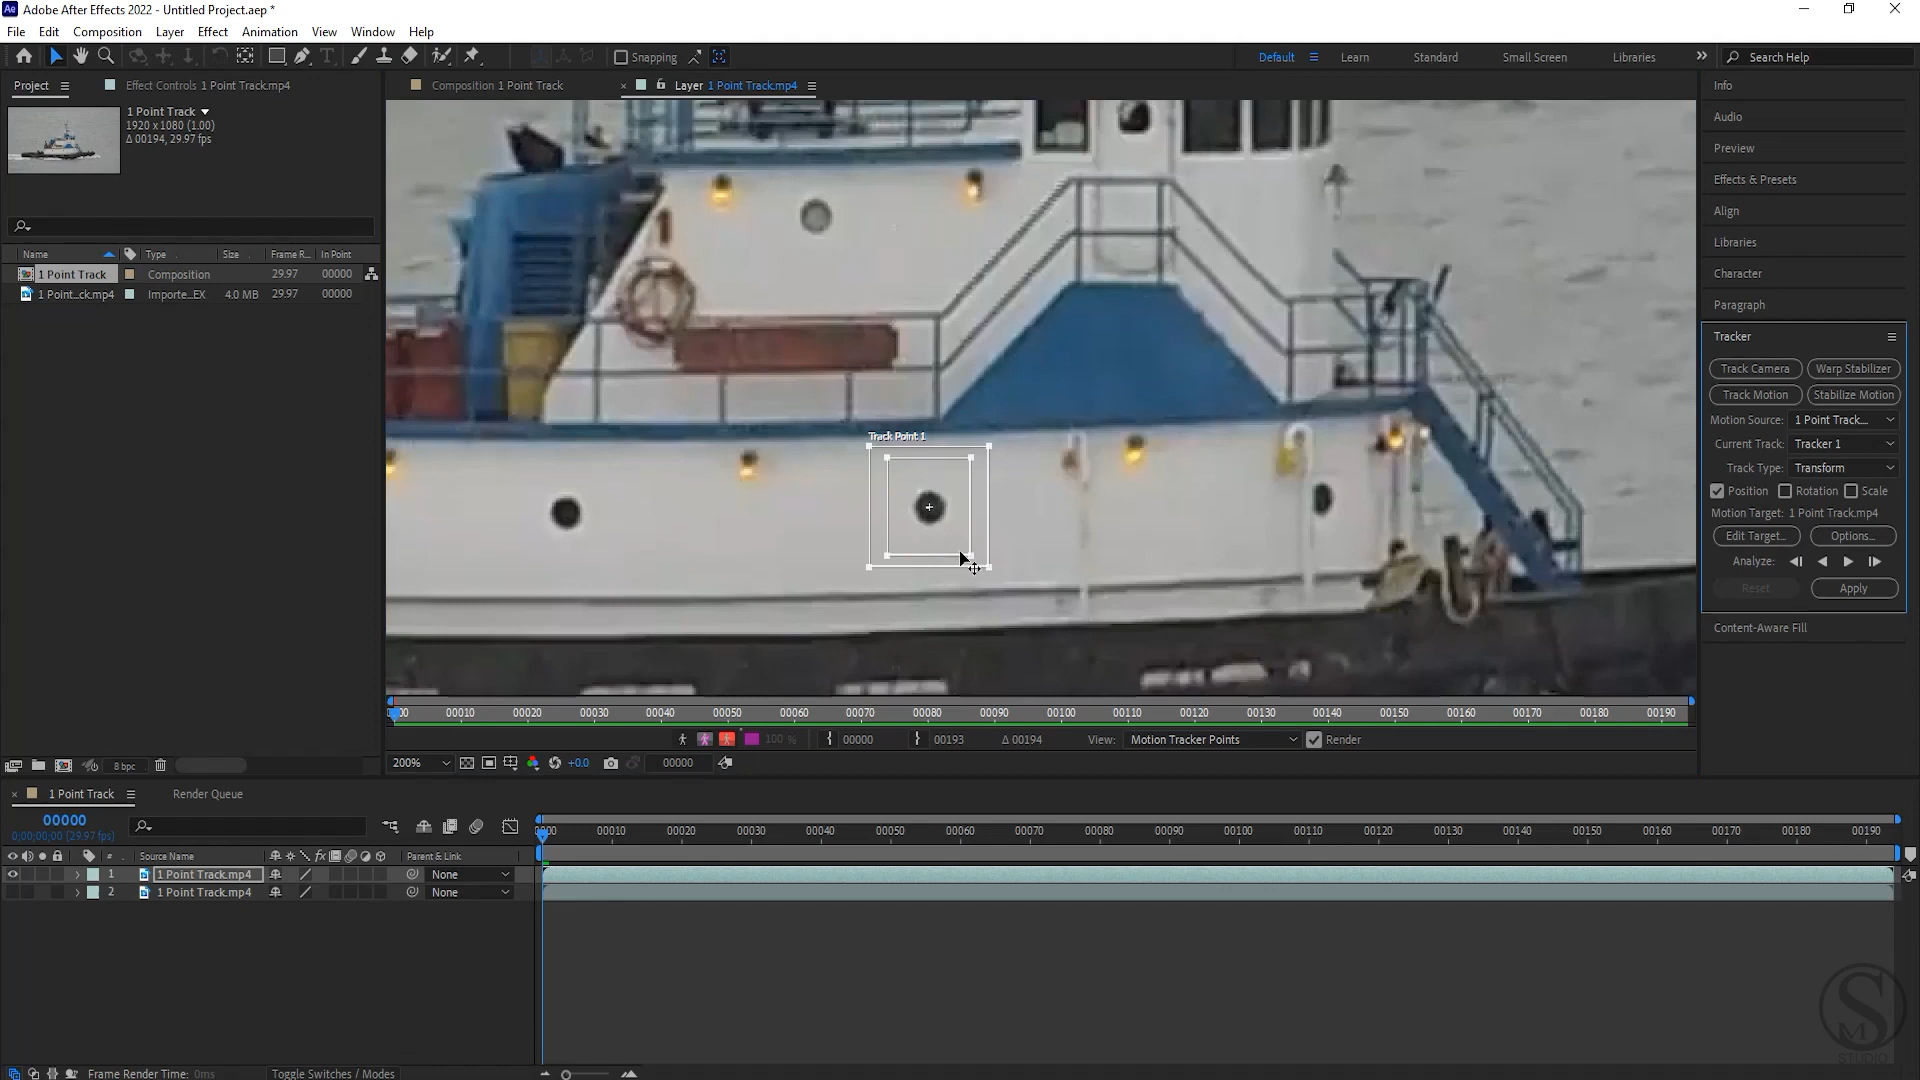 Adobe After Effects 2022 - Untitled Project.aep *
File Edit Composition Layer Effect Animation View Window Help
Snapping
Default Learn Standard Small Screen Libraries Search Help
Project Effect Controls 1 Point Track.mp4
Composition 1 Point Track
Layer 1 Point Track.mp4
1 Point Track
1920 x 1080 (1.00)
Δ 00194, 29.97 fps
Name Type Size Frame R... In Point
1 Point Track Composition 29.97 00000
1 Point...ck.mp4 Importe...EX 4.0 MB 29.97 00000
Track Point 1
Info
Audio
Preview
Effects & Presets
Align
Libraries
Character
Paragraph
Tracker
Track Camera Warp Stabilizer
Track Motion Stabilize Motion
Motion Source: 1 Point Track....
Current Track: Tracker 1
Track Type: Transform
Position Rotation Scale
Motion Target: 1 Point Track.mp4
Edit Target... Options...
Analyze:
Reset Apply
Content-Aware Fill
00010 00020 00030 00040 00050 00060 00070 00080 00090 00100 00110 00120 00130 00140 00150 00160 00170 00180 00190
100 % 00000 00193 Δ 00194 View: Motion Tracker Points Render
8 bpc
200% +0.0 00000
1 Point Track Render Queue
00000
0;00;00;00 (29.97 fps)
00010 00020 00030 00040 00050 00060 00070 00080 00090 00100 00110 00120 00130 00140 00150 00160 00170 00180 00190
# Source Name fx Parent & Link
1 1 Point Track.mp4 None
2 1 Point Track.mp4 None
Frame Render Time: 0ms Toggle Switches / Modes
SM
STUDIO